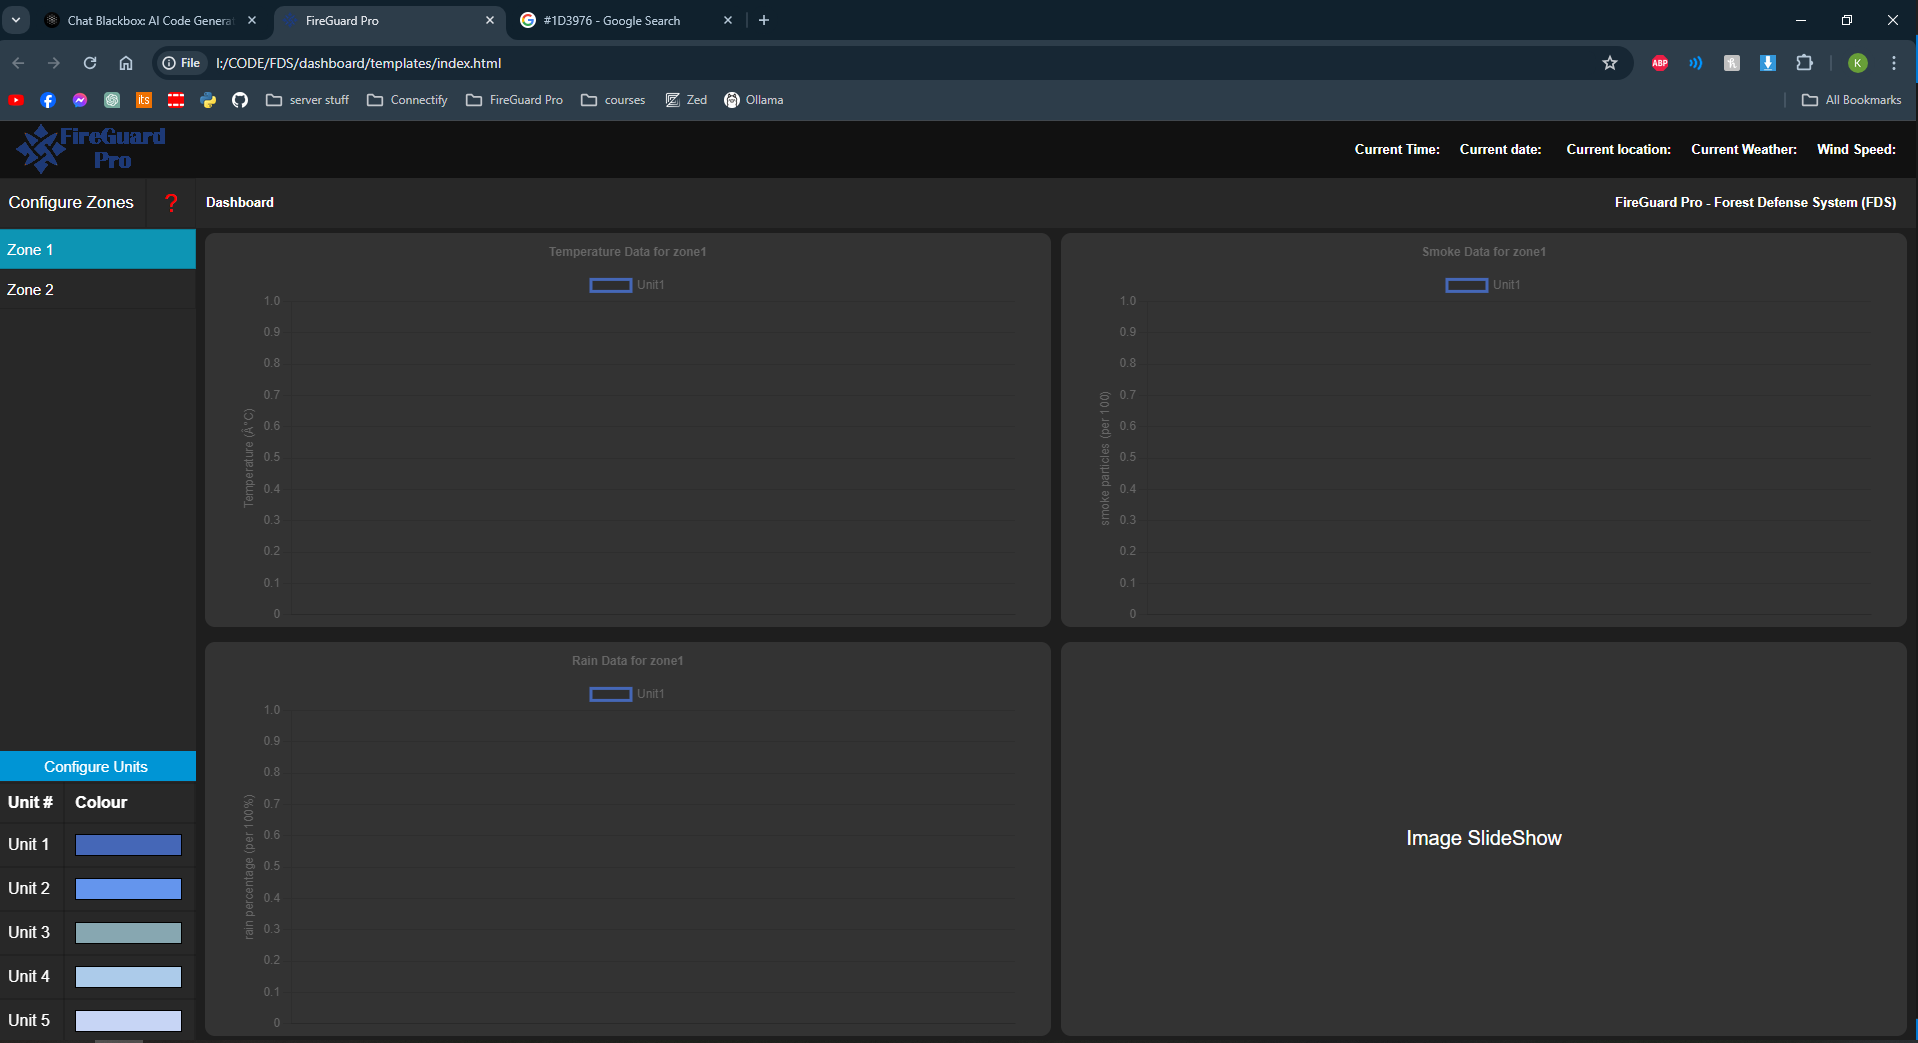 Chat Blackbox: AI Code Generat
FireGuard Pro
#1D3976 - Google Search
File
I:/CODE/FDS/dashboard/templates/index.html
ABP
K
its
server stuff
Connectify
FireGuard Pro
courses
Zed
Ollama
All Bookmarks
FireGuard
Pro
Current Time:
Current date:
Current location:
Current Weather:
Wind Speed:
Configure Zones
?
Dashboard
FireGuard Pro - Forest Defense System (FDS)
Zone 1
Zone 2
Temperature Data for zone1
Unit1
1.0
0.9
0.8
0.7
0.6
0.5
0.4
0.3
0.2
0.1
0
Temperature (Â°C)
Smoke Data for zone1
Unit1
1.0
0.9
0.8
0.7
0.6
0.5
0.4
0.3
0.2
0.1
0
smoke particles (per 100)
Rain Data for zone1
Unit1
1.0
0.9
0.8
0.7
0.6
0.5
0.4
0.3
0.2
0.1
0
rain percentage (per 100%)
Image SlideShow
Configure Units
Unit # Colour
Unit 1
Unit 2
Unit 3
Unit 4
Unit 5